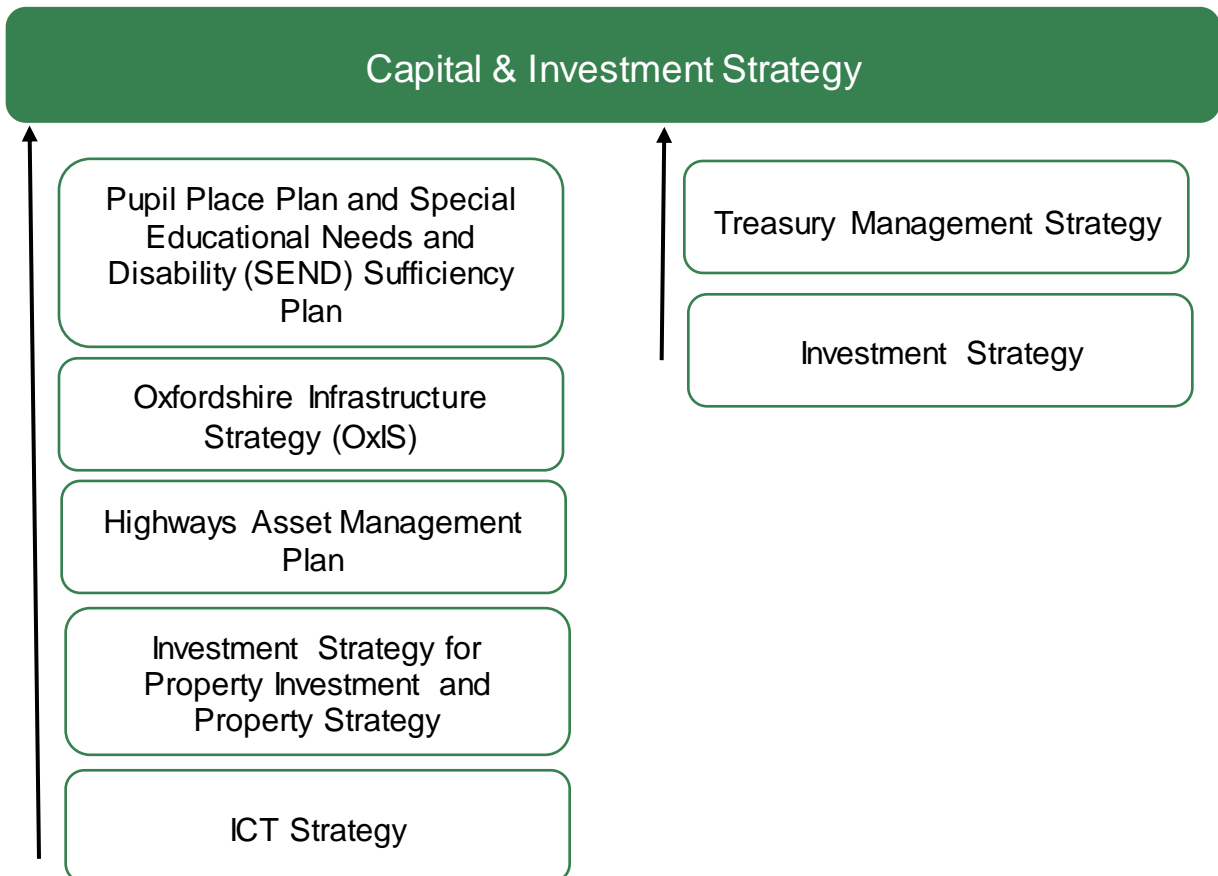 Capital & Investment Strategy
Pupil Place Plan and Special
Educational Needs and
Disability (SEND) Sufficiency
Plan
Oxfordshire Infrastructure
Strategy (OxIS)
Highways Asset Management
Plan
Investment Strategy for
Property Investment and
Property Strategy
ICT Strategy
Treasury Management Strategy
Investment Strategy